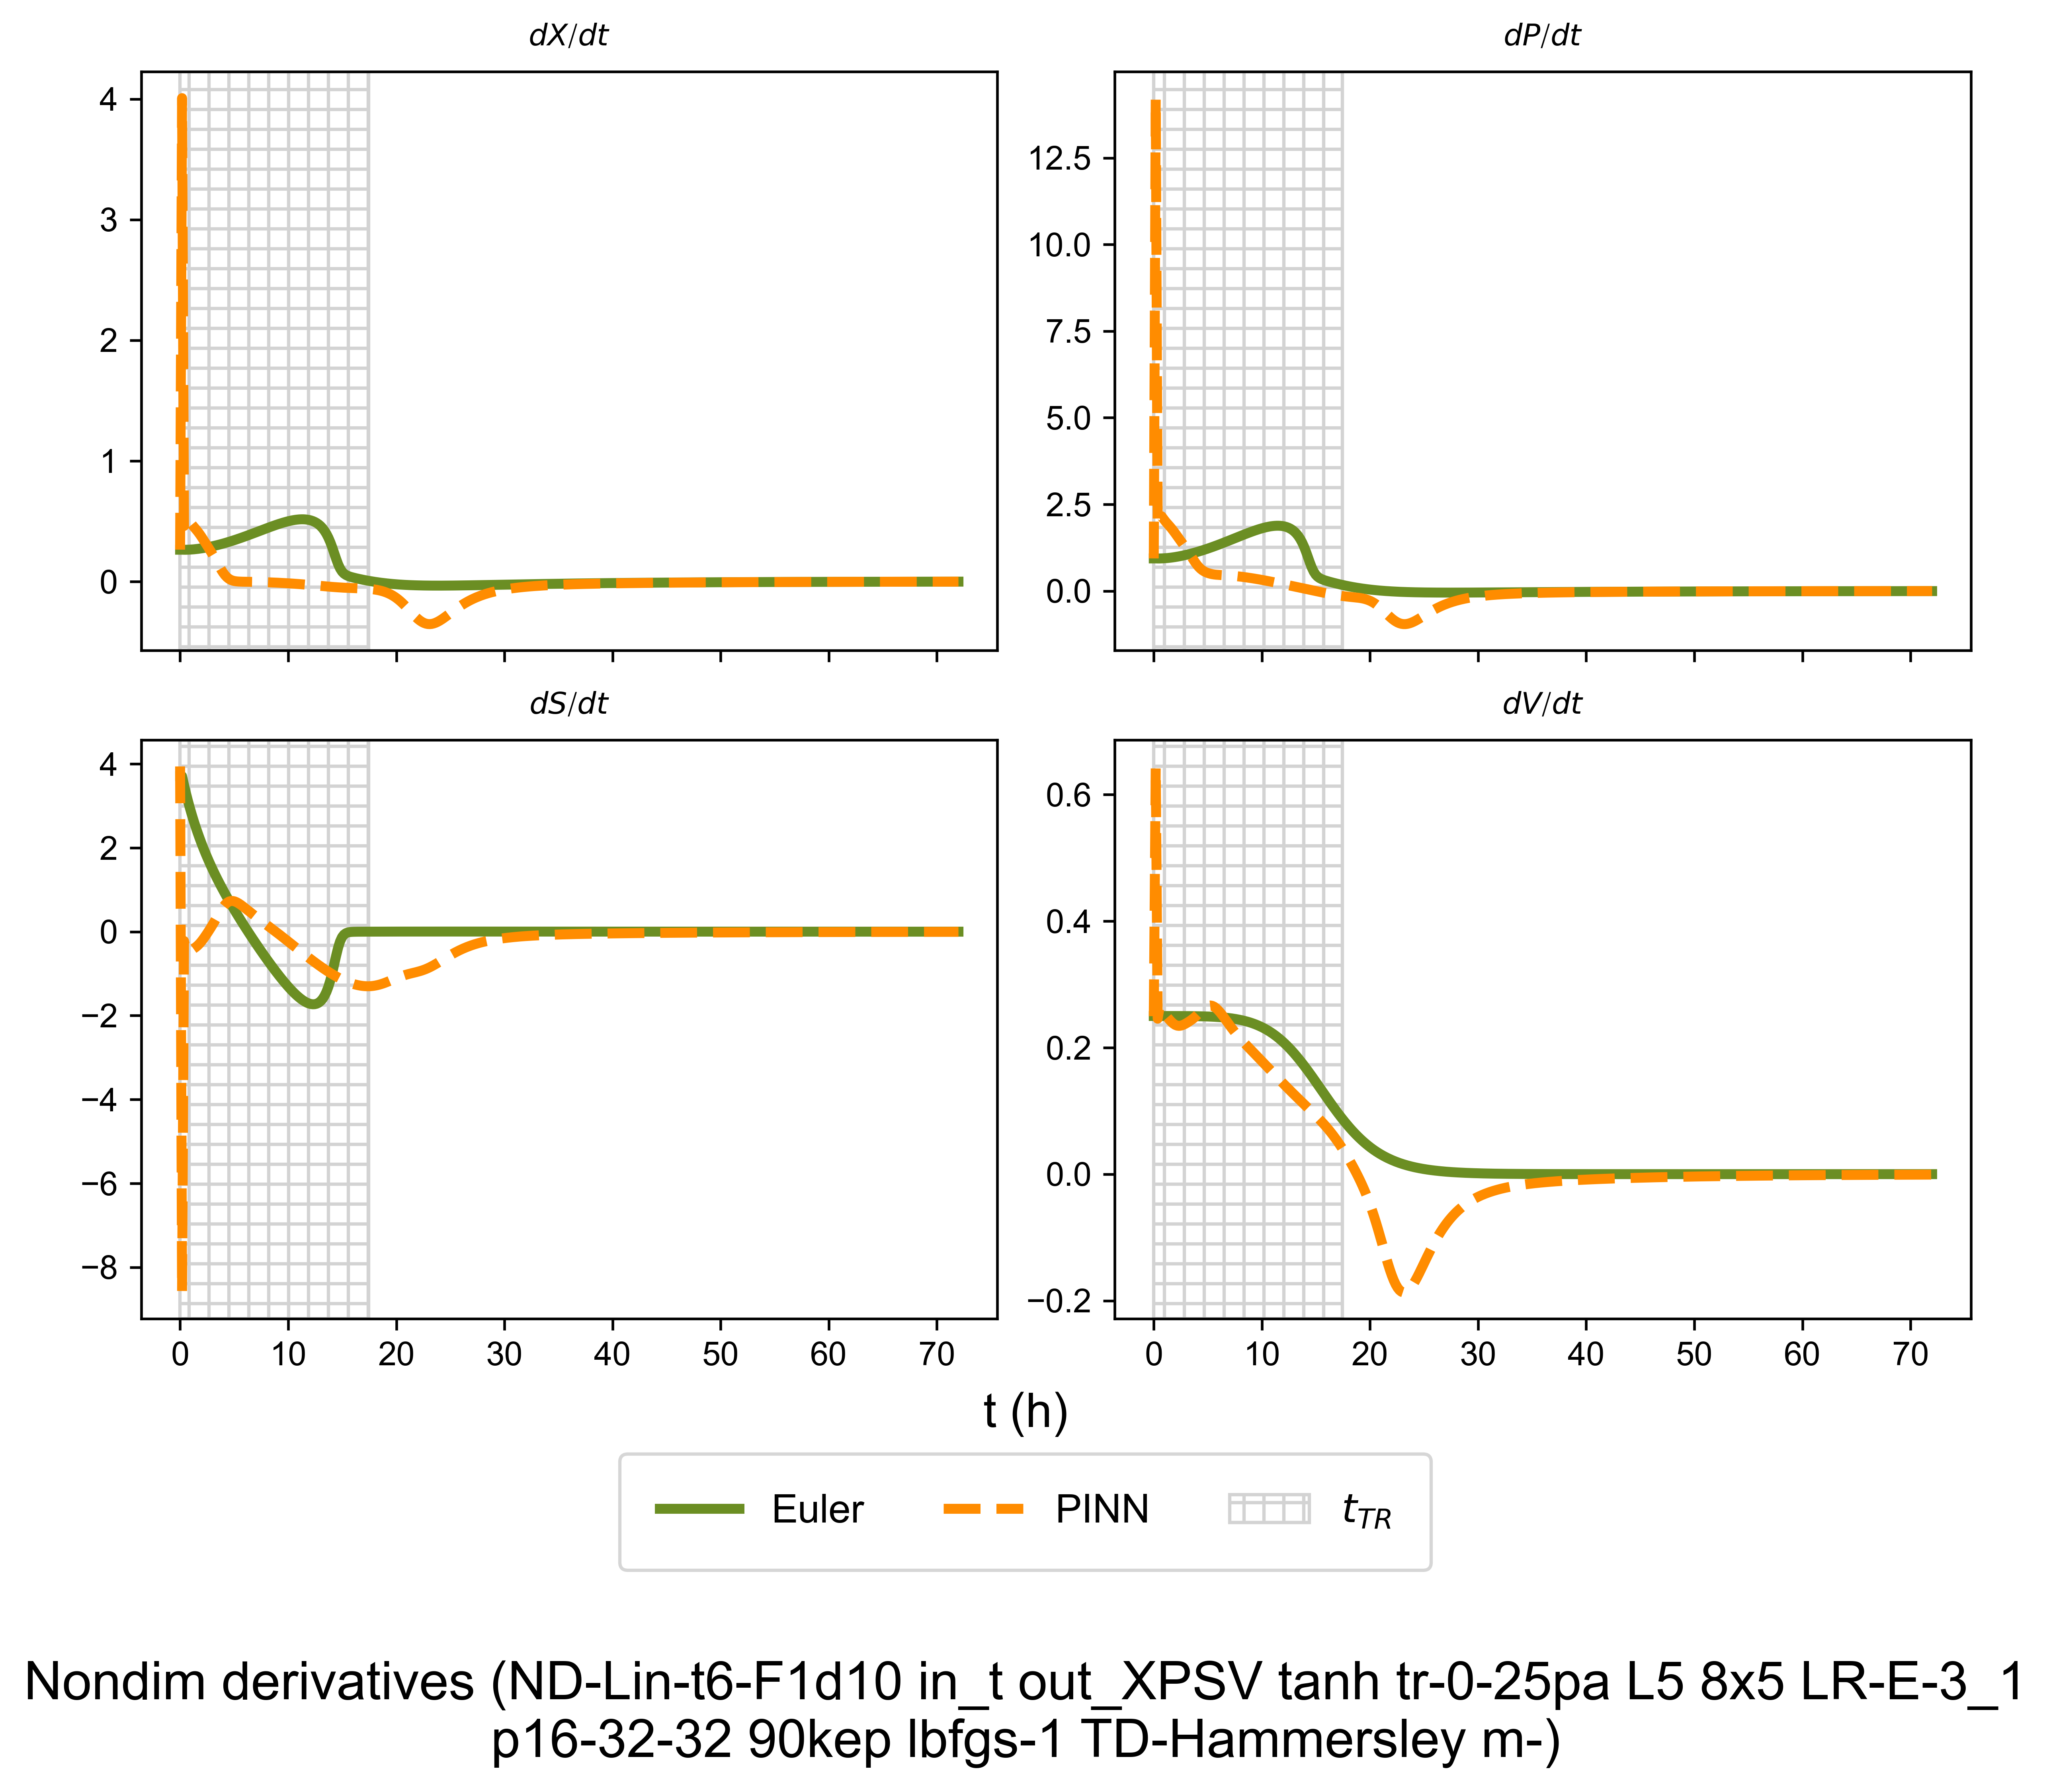 dX/dt
dP/dt
4
3
2
1
0
12.5
10.0
7.5
5.0
2.5
0.0
dS/dt
dV/dt
4
2
0
−2
−4
−6
−8
0.6
0.4
0.2
0.0
−0.2
0 10 20 30 40 50 60 70
0 10 20 30 40 50 60 70
t (h)
Euler PINN t_TR
Nondim derivatives (ND-Lin-t6-F1d10 in_t out_XPSV tanh tr-0-25pa L5 8x5 LR-E-3_1
p16-32-32 90kep lbfgs-1 TD-Hammersley m-)